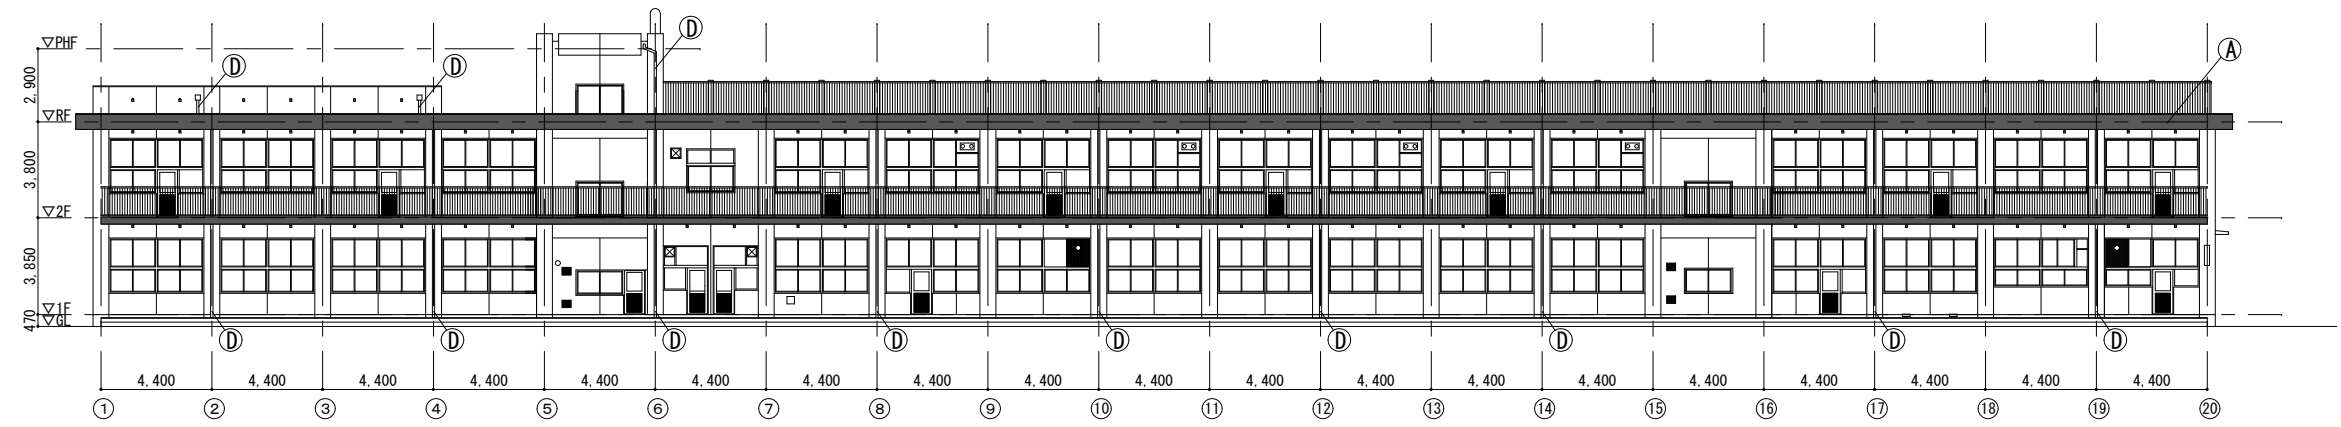 D
▽PHF
D
D
A
2,900
▽RF
3,800
▽2F
3,850
▽1F
470
▽GL
D D D D D D D D D
4,400 4,400 4,400 4,400 4,400 4,400 4,400 4,400 4,400 4,400 4,400 4,400 4,400 4,400 4,400 4,400 4,400 4,400 4,400
① ② ③ ④ ⑤ ⑥ ⑦ ⑧ ⑨ ⑩ ⑪ ⑫ ⑬ ⑭ ⑮ ⑯ ⑰ ⑱ ⑲ ⑳